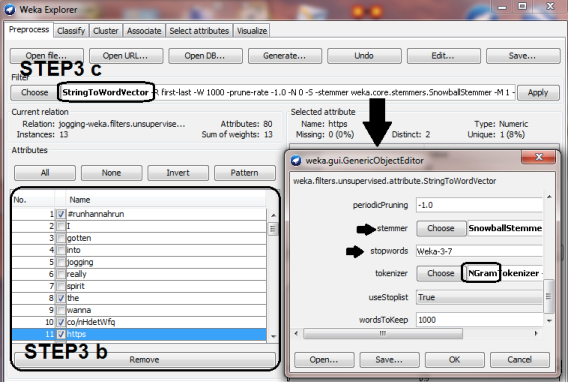 Weka Explorer
Preprocess Classify Cluster Associate Select attributes Visualize
Open file... Open URL... Open DB... Generate... Undo Edit... Save...
STEP3 c
Filter
Choose StringToWordVector -R first-last -W 1000 -prune-rate -1.0 -N 0 -S -stemmer weka.core.stemmers.SnowballStemmer -M 1 - Apply
Current relation
Relation: jogging-weka.filters.unsupervise... Attributes: 80
Instances: 13 Sum of weights: 13
Selected attribute
Name: https Type: Numeric
Missing: 0 (0%) Distinct: 2 Unique: 1 (8%)
Attributes
All None Invert Pattern
No. Name
1 #runhannahrun
2 I
3 gotten
4 into
5 jogging
6 really
7 spirit
8 the
9 wanna
10 co/nHdetWfq
11 https
STEP3 b
Remove
weka.gui.GenericObjectEditor
weka.filters.unsupervised.attribute.StringToWordVector
periodicPruning -1.0
stemmer Choose SnowballStemme
stopwords Weka-3-7
tokenizer Choose NGramTokenizer -
useStoplist True
wordsToKeep 1000
Open... Save... OK Cancel